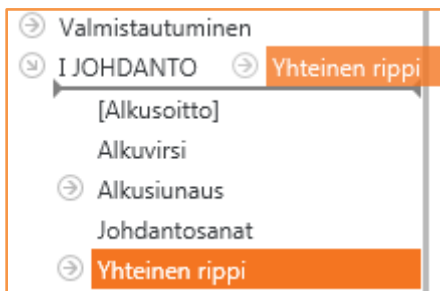 Valmistautuminen
I JOHDANTO Yhteinen rippi
[Alkusoitto]
Alkuvirsi
Alkusiunaus
Johdantosanat
Yhteinen rippi